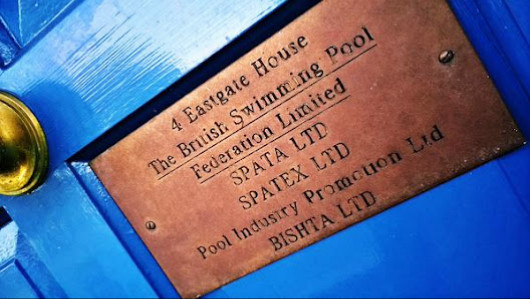 4 Eastgate House
The British Swimming Pool
Federation Limited
SPATA LTD
SPATEX LTD
Pool Industry Promotion Ltd
BISHTA LTD